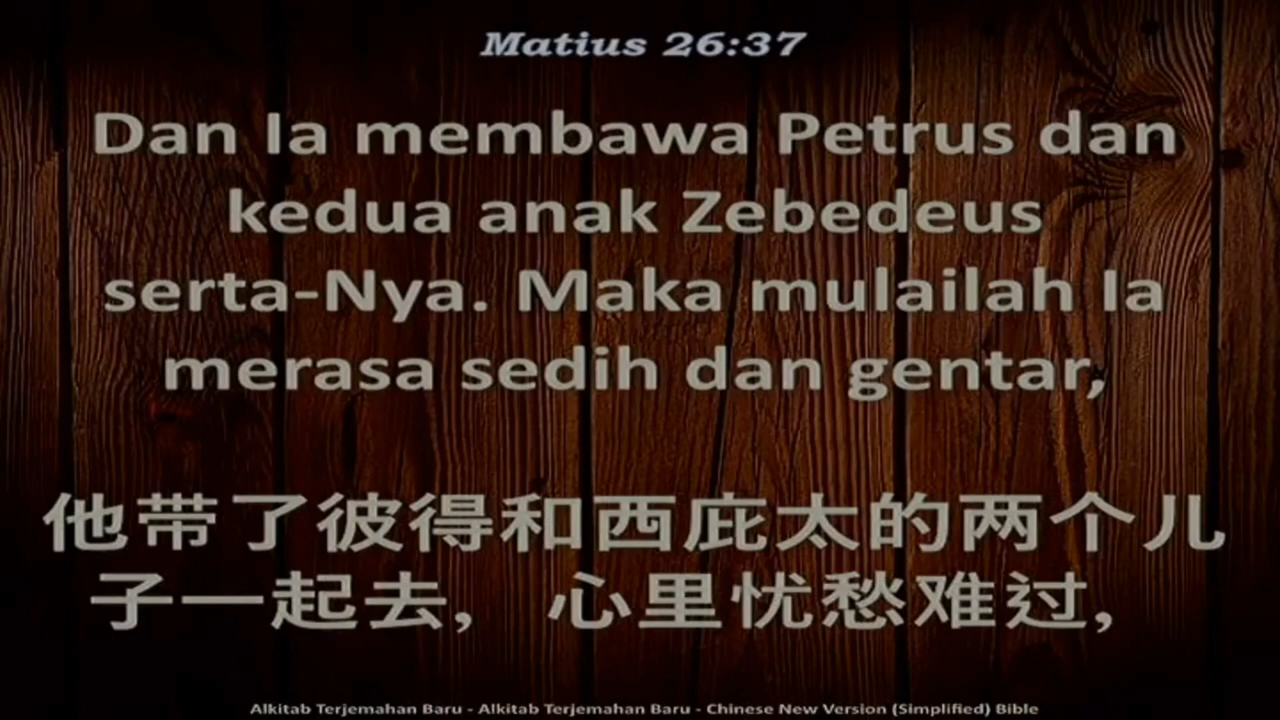 Matius 26:37
Dan Ia membawa Petrus dan
kedua anak Zebedeus
serta-Nya. Maka mulailah Ia
merasa sedih dan gentar,
他带了彼得和西庇太的两个儿
子一起去，心里忧愁难过，
Alkitab Terjemahan Baru - Alkitab Terjemahan Baru - Chinese New Version (Simplified) Bible